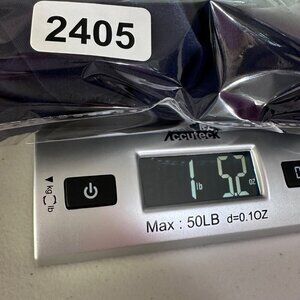 2405
Accuteck
kg lb
1 lb 5.2 oz
Max : 50LB d=0.1OZ